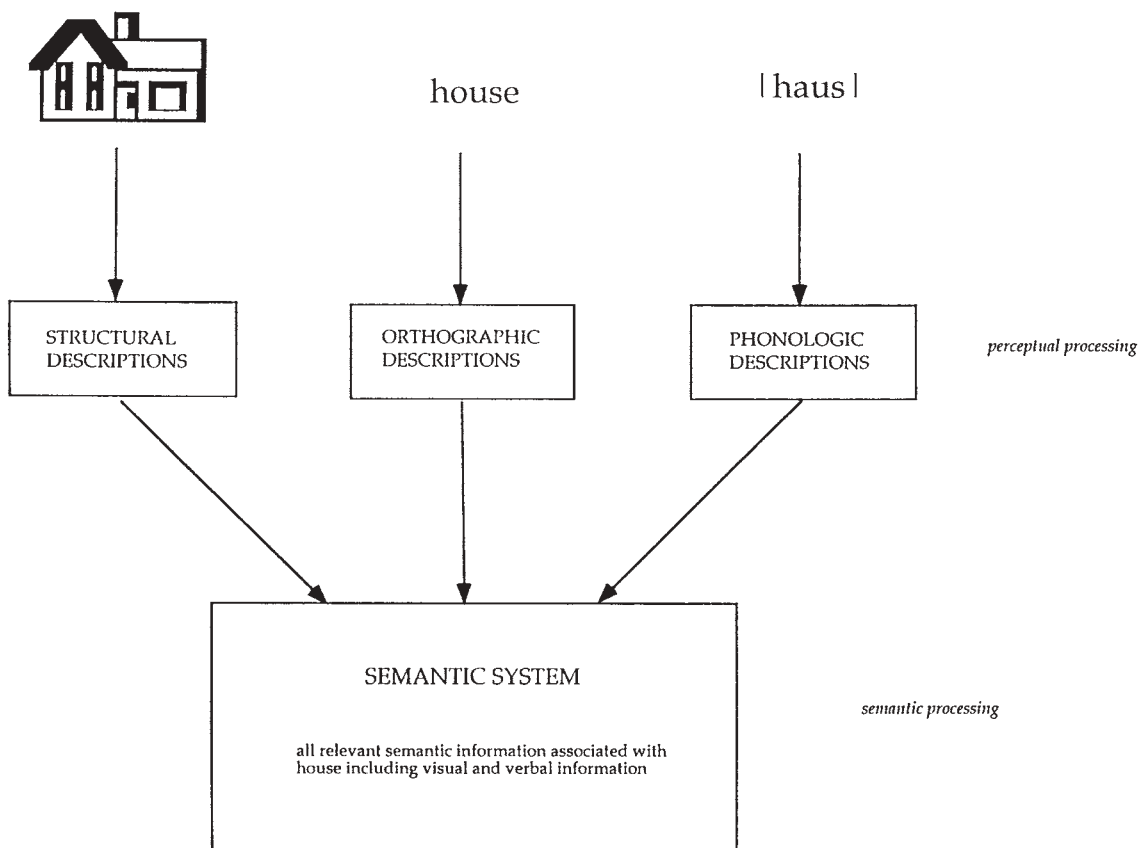 house
|haus|
STRUCTURAL
DESCRIPTIONS
ORTHOGRAPHIC
DESCRIPTIONS
PHONOLOGIC
DESCRIPTIONS
perceptual processing
SEMANTIC SYSTEM
semantic processing
all relevant semantic information associated with
house including visual and verbal information